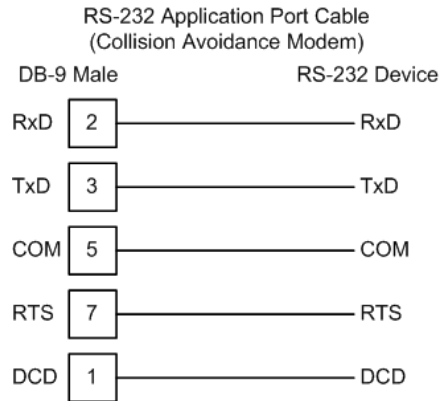 RS-232 Application Port Cable
(Collision Avoidance Modem)
DB-9 Male RS-232 Device
RxD 2 RxD
TxD 3 TxD
COM 5 COM
RTS 7 RTS
DCD 1 DCD